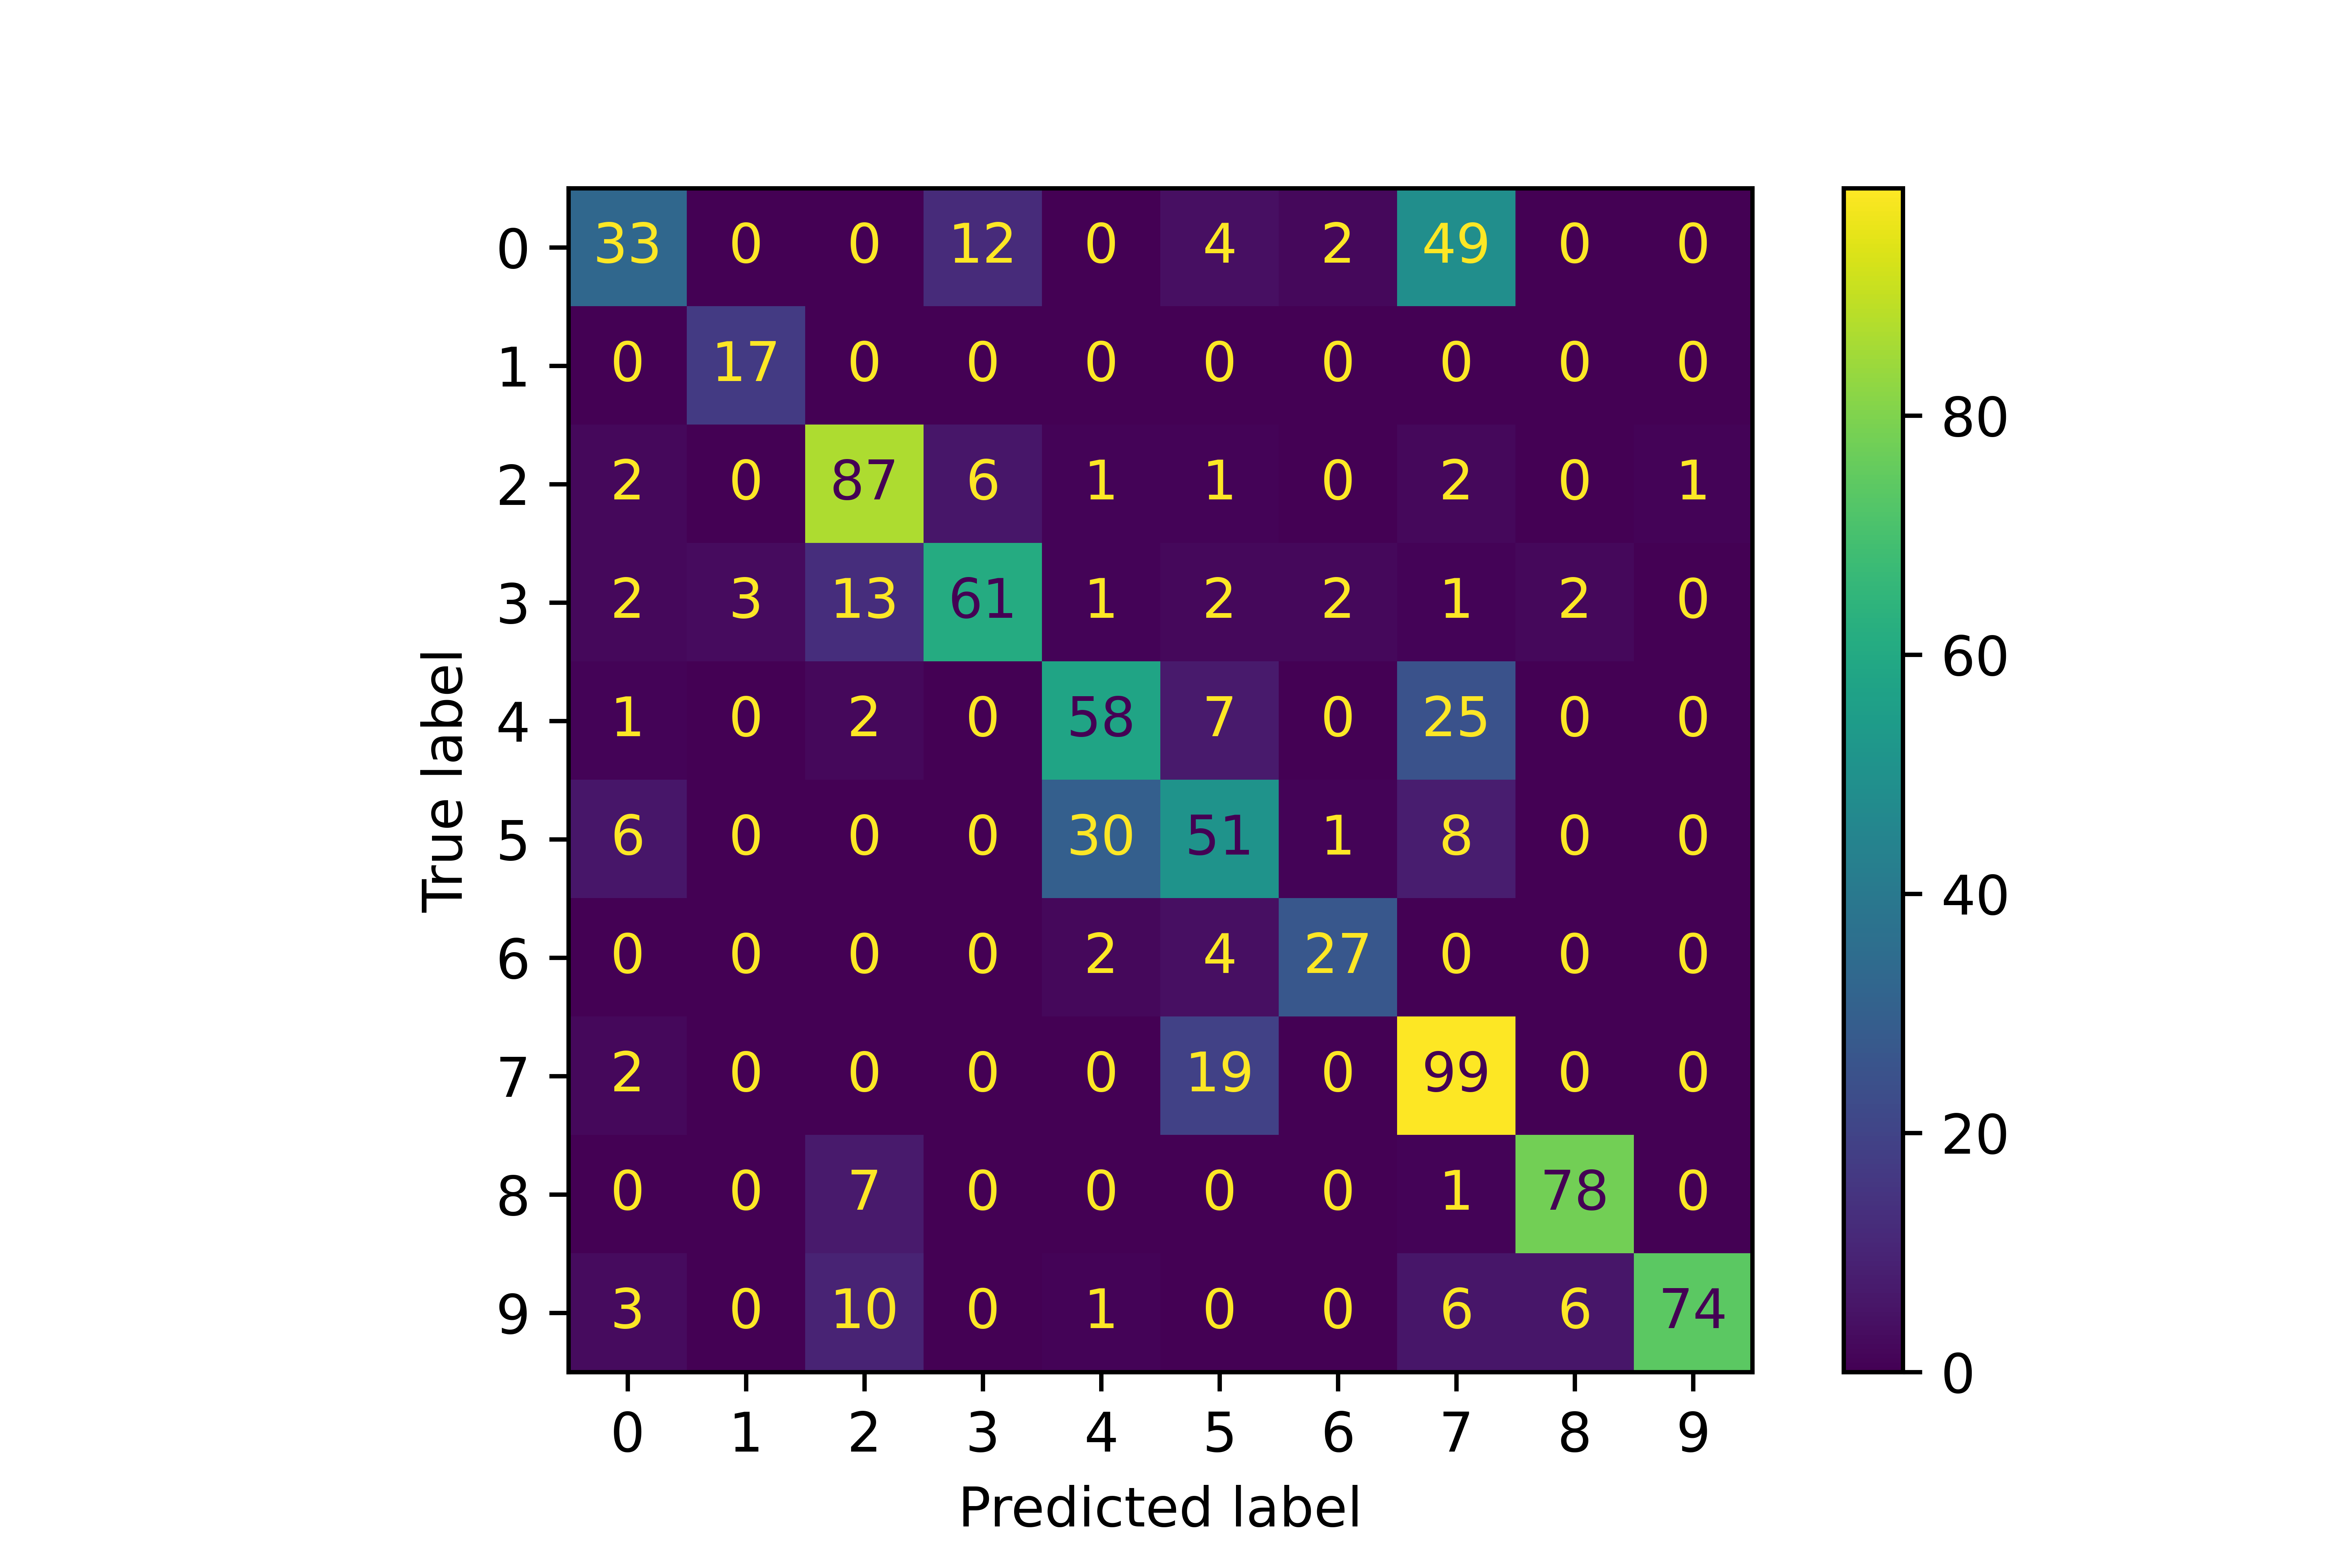 0 33 0 0 12 0 4 2 49 0 0
1 0 17 0 0 0 0 0 0 0 0
2 2 0 87 6 1 1 0 2 0 1
3 2 3 13 61 1 2 2 1 2 0
4 1 0 2 0 58 7 0 25 0 0
5 6 0 0 0 30 51 1 8 0 0
6 0 0 0 0 2 4 27 0 0 0
7 2 0 0 0 0 19 0 99 0 0
8 0 0 7 0 0 0 0 1 78 0
9 3 0 10 0 1 0 0 6 6 74
0 1 2 3 4 5 6 7 8 9
Predicted label
True label
80
60
40
20
0